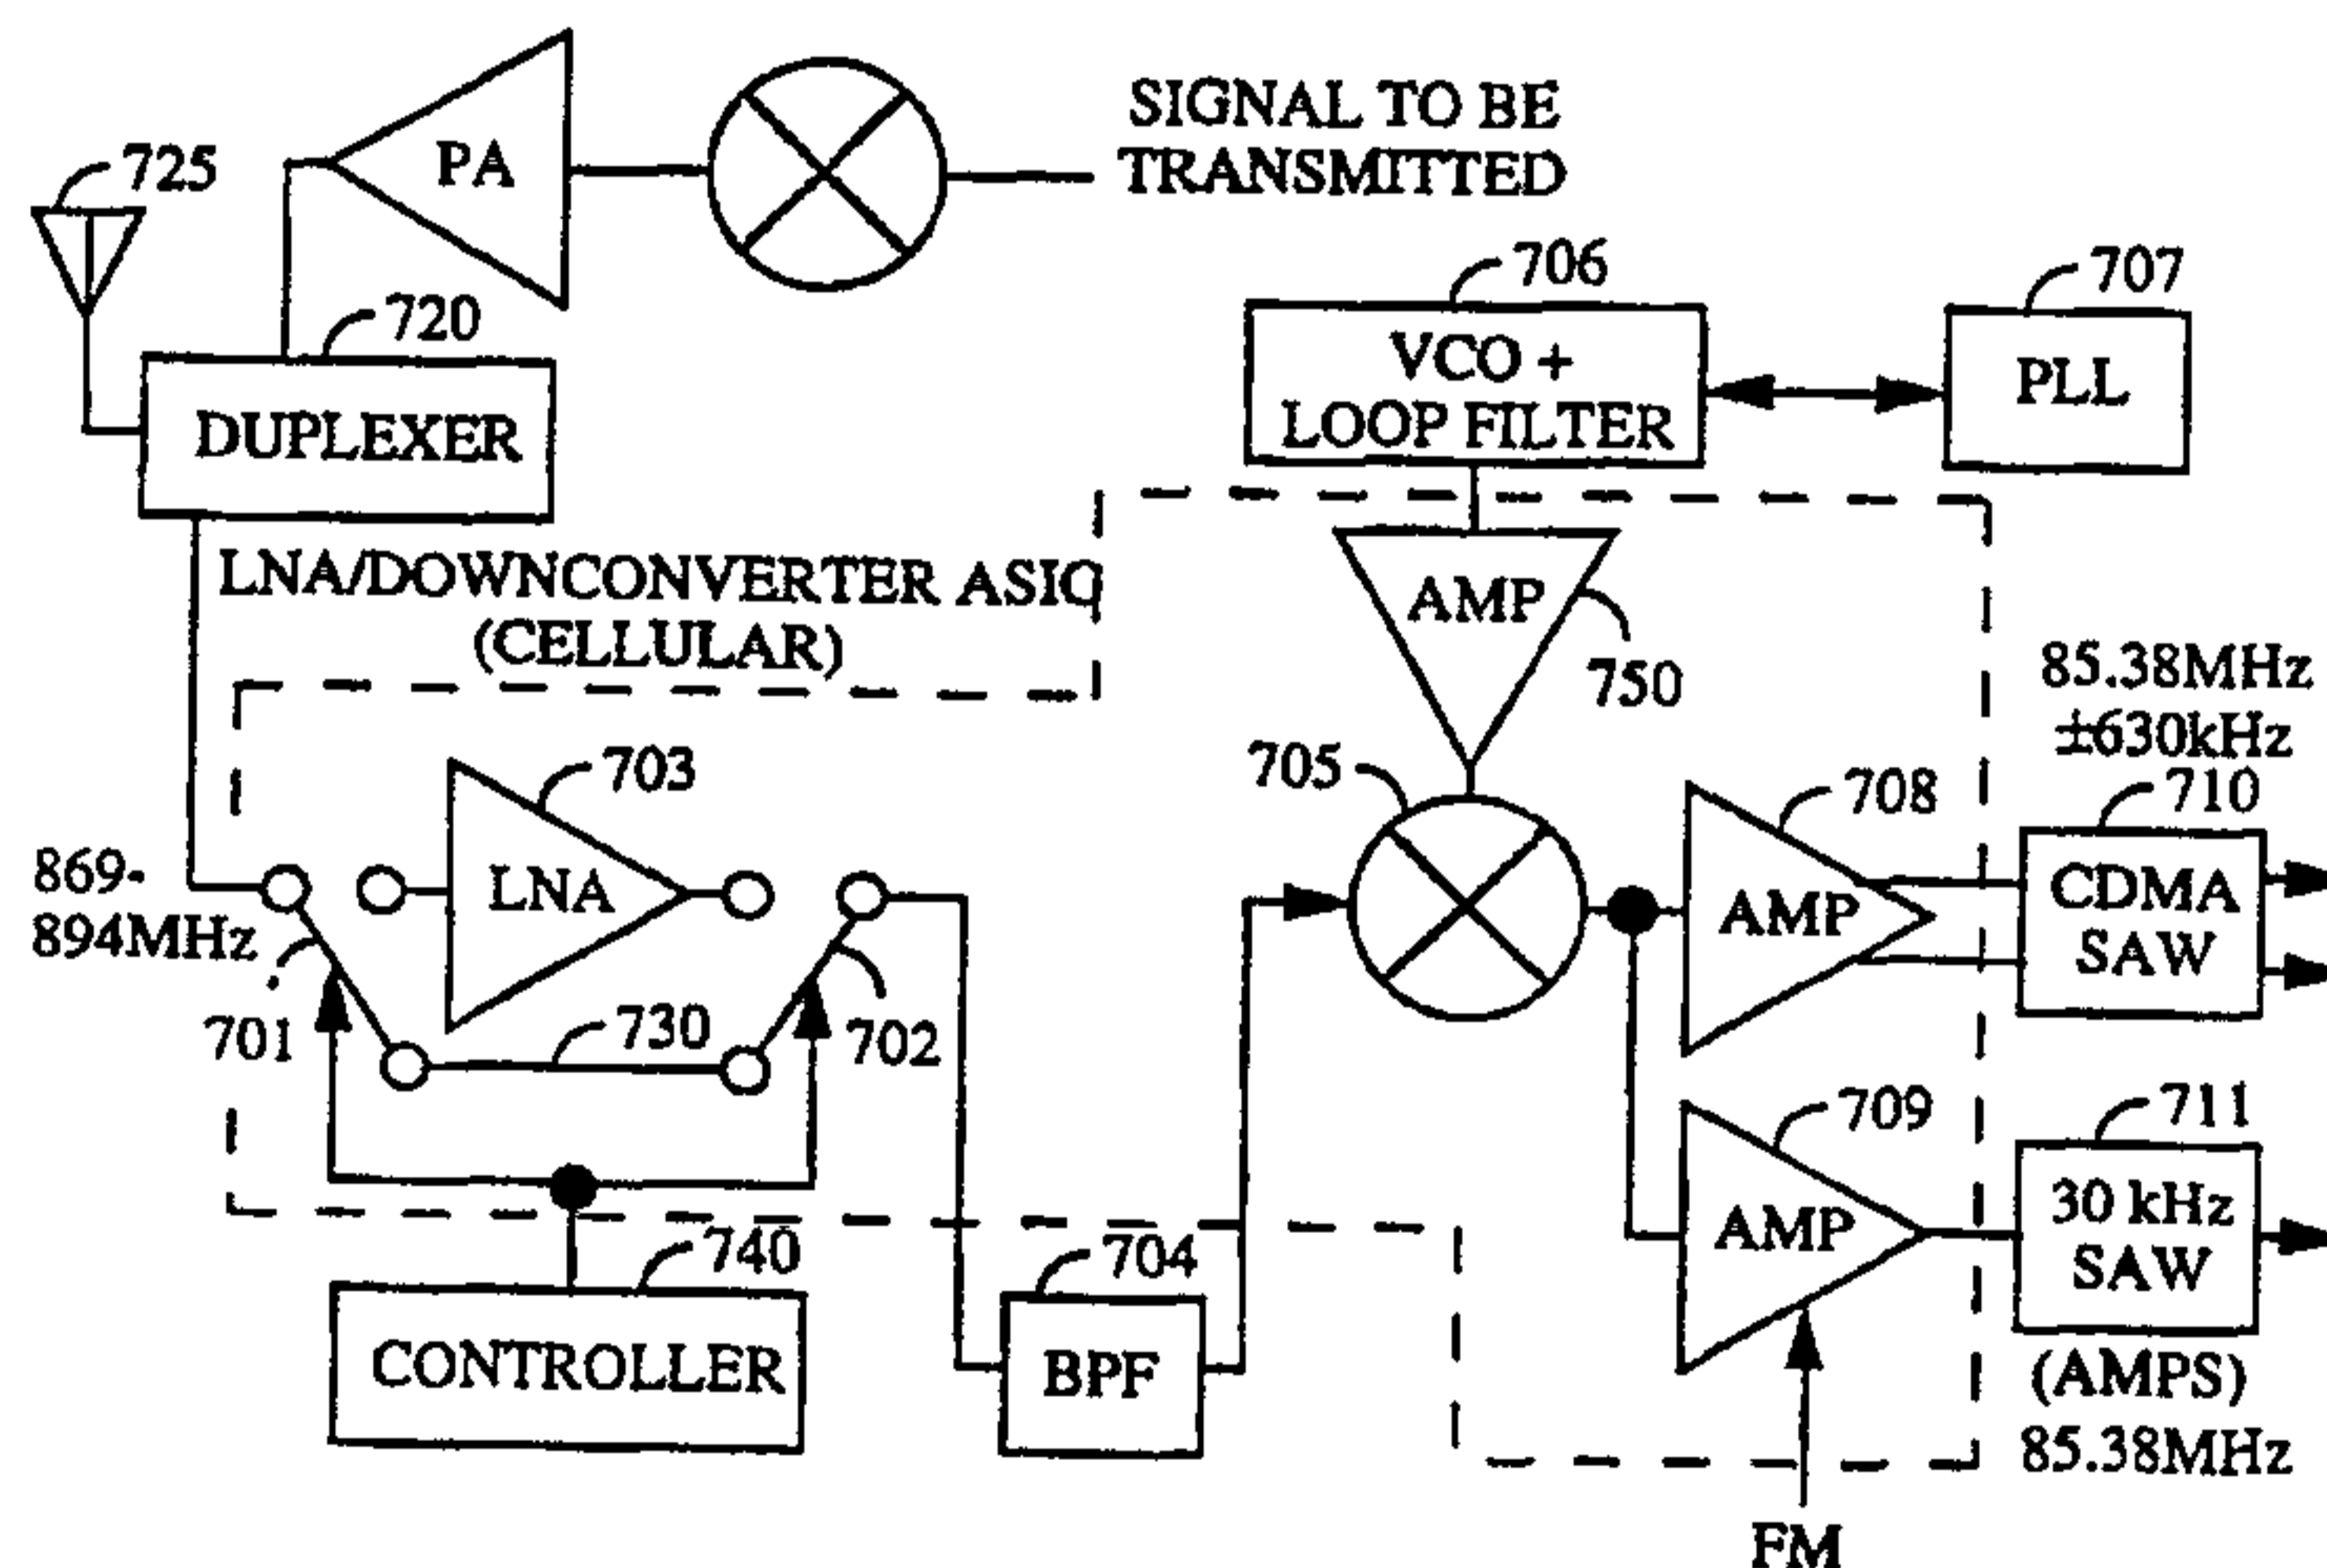 SIGNAL TO BE
TRANSMITTED
PA
725
720
DUPLEXER
706
VCO +
LOOP FILTER
707
PLL
LNA/DOWNCONVERTER ASIC
(CELLULAR)
AMP
750
85.38MHz
±630kHz
703
LNA
869-
894MHz
701
730
702
705
708
AMP
710
CDMA
SAW
709
AMP
711
30 kHz
SAW
(AMPS)
85.38MHz
740
CONTROLLER
704
BPF
FM